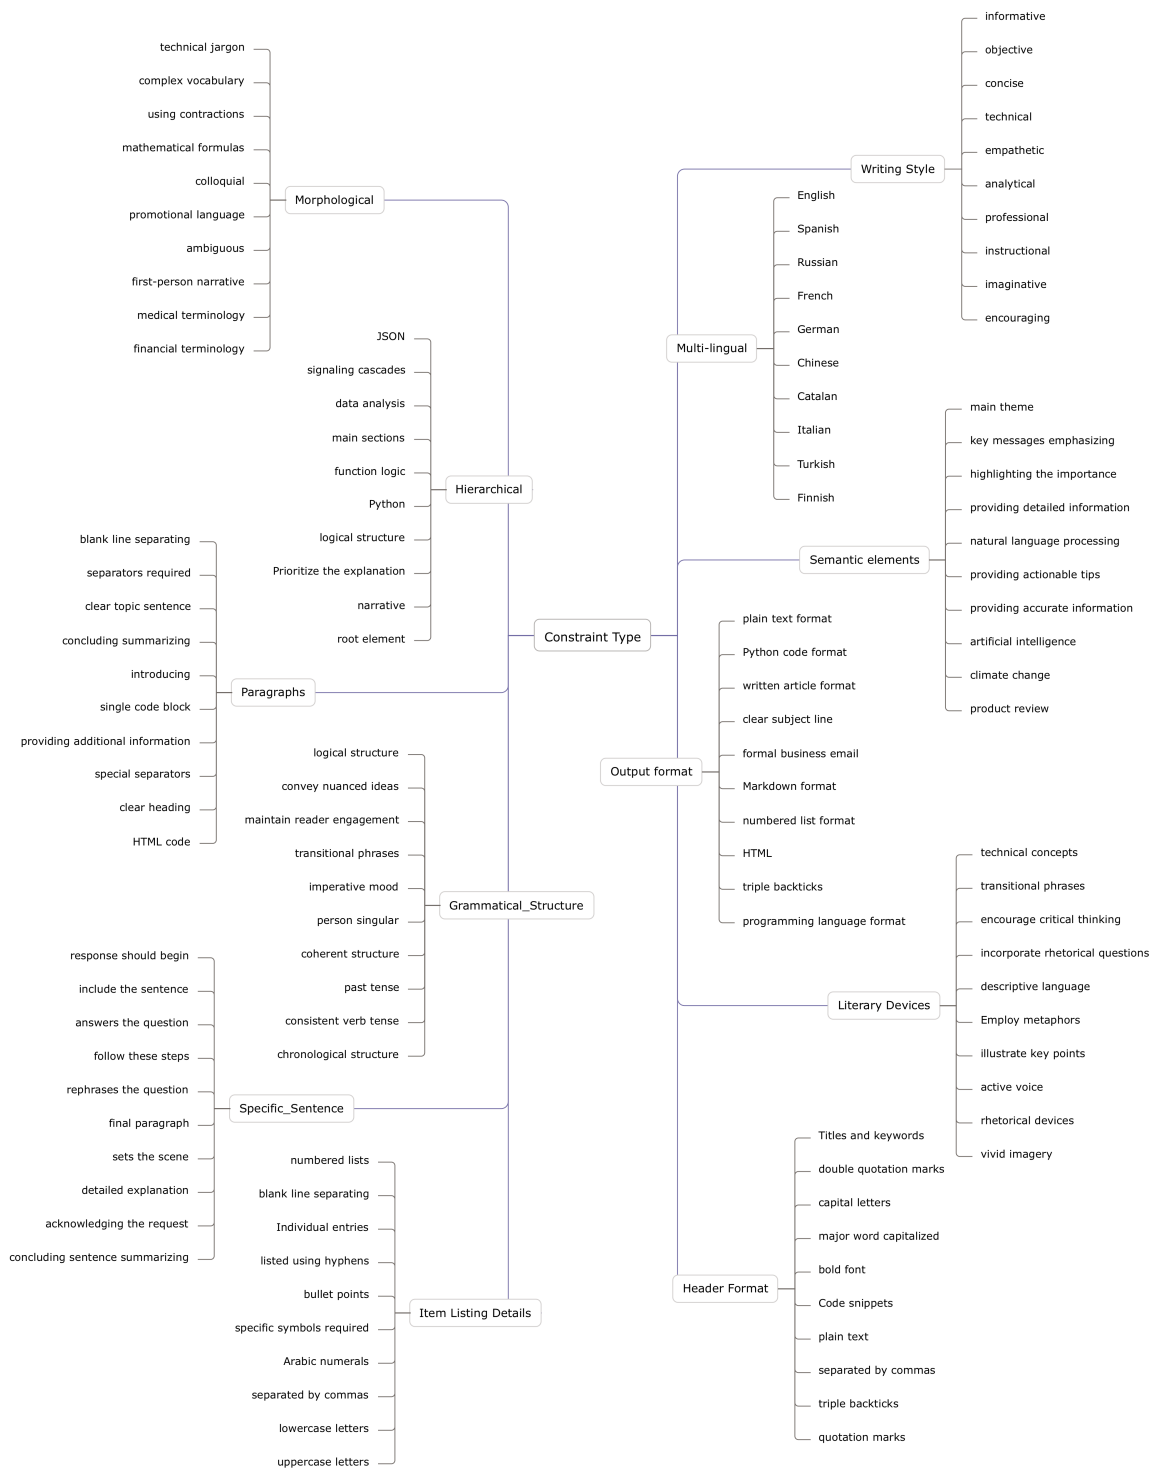 Constraint Type
Morphological
technical jargon
complex vocabulary
using contractions
mathematical formulas
colloquial
promotional language
ambiguous
first-person narrative
medical terminology
financial terminology
Hierarchical
JSON
signaling cascades
data analysis
main sections
function logic
Python
logical structure
Prioritize the explanation
narrative
root element
Paragraphs
blank line separating
separators required
clear topic sentence
concluding summarizing
introducing
single code block
providing additional information
special separators
clear heading
HTML code
Grammatical_Structure
logical structure
convey nuanced ideas
maintain reader engagement
transitional phrases
imperative mood
person singular
coherent structure
past tense
consistent verb tense
chronological structure
Specific_Sentence
response should begin
include the sentence
answers the question
follow these steps
rephrases the question
final paragraph
sets the scene
detailed explanation
acknowledging the request
concluding sentence summarizing
Item Listing Details
numbered lists
blank line separating
Individual entries
listed using hyphens
bullet points
specific symbols required
Arabic numerals
separated by commas
lowercase letters
uppercase letters
Writing Style
informative
objective
concise
technical
empathetic
analytical
professional
instructional
imaginative
encouraging
Multi-lingual
English
Spanish
Russian
French
German
Chinese
Catalan
Italian
Turkish
Finnish
Semantic elements
main theme
key messages emphasizing
highlighting the importance
providing detailed information
natural language processing
providing actionable tips
providing accurate information
artificial intelligence
climate change
product review
Output format
plain text format
Python code format
written article format
clear subject line
formal business email
Markdown format
numbered list format
HTML
triple backticks
programming language format
Literary Devices
technical concepts
transitional phrases
encourage critical thinking
incorporate rhetorical questions
descriptive language
Employ metaphors
illustrate key points
active voice
rhetorical devices
vivid imagery
Header Format
Titles and keywords
double quotation marks
capital letters
major word capitalized
bold font
Code snippets
plain text
separated by commas
triple backticks
quotation marks